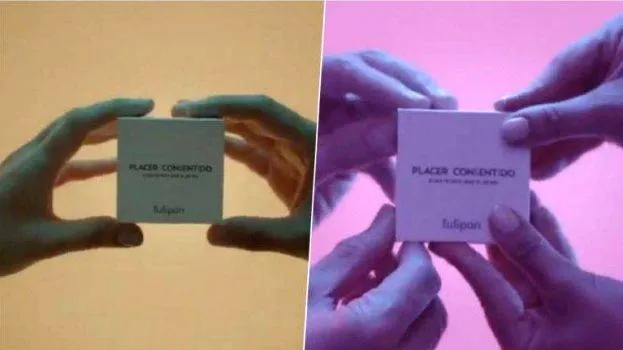 PLACER CONSENTIDO
Tulipán
PLACER CONSENTIDO
Tulipán